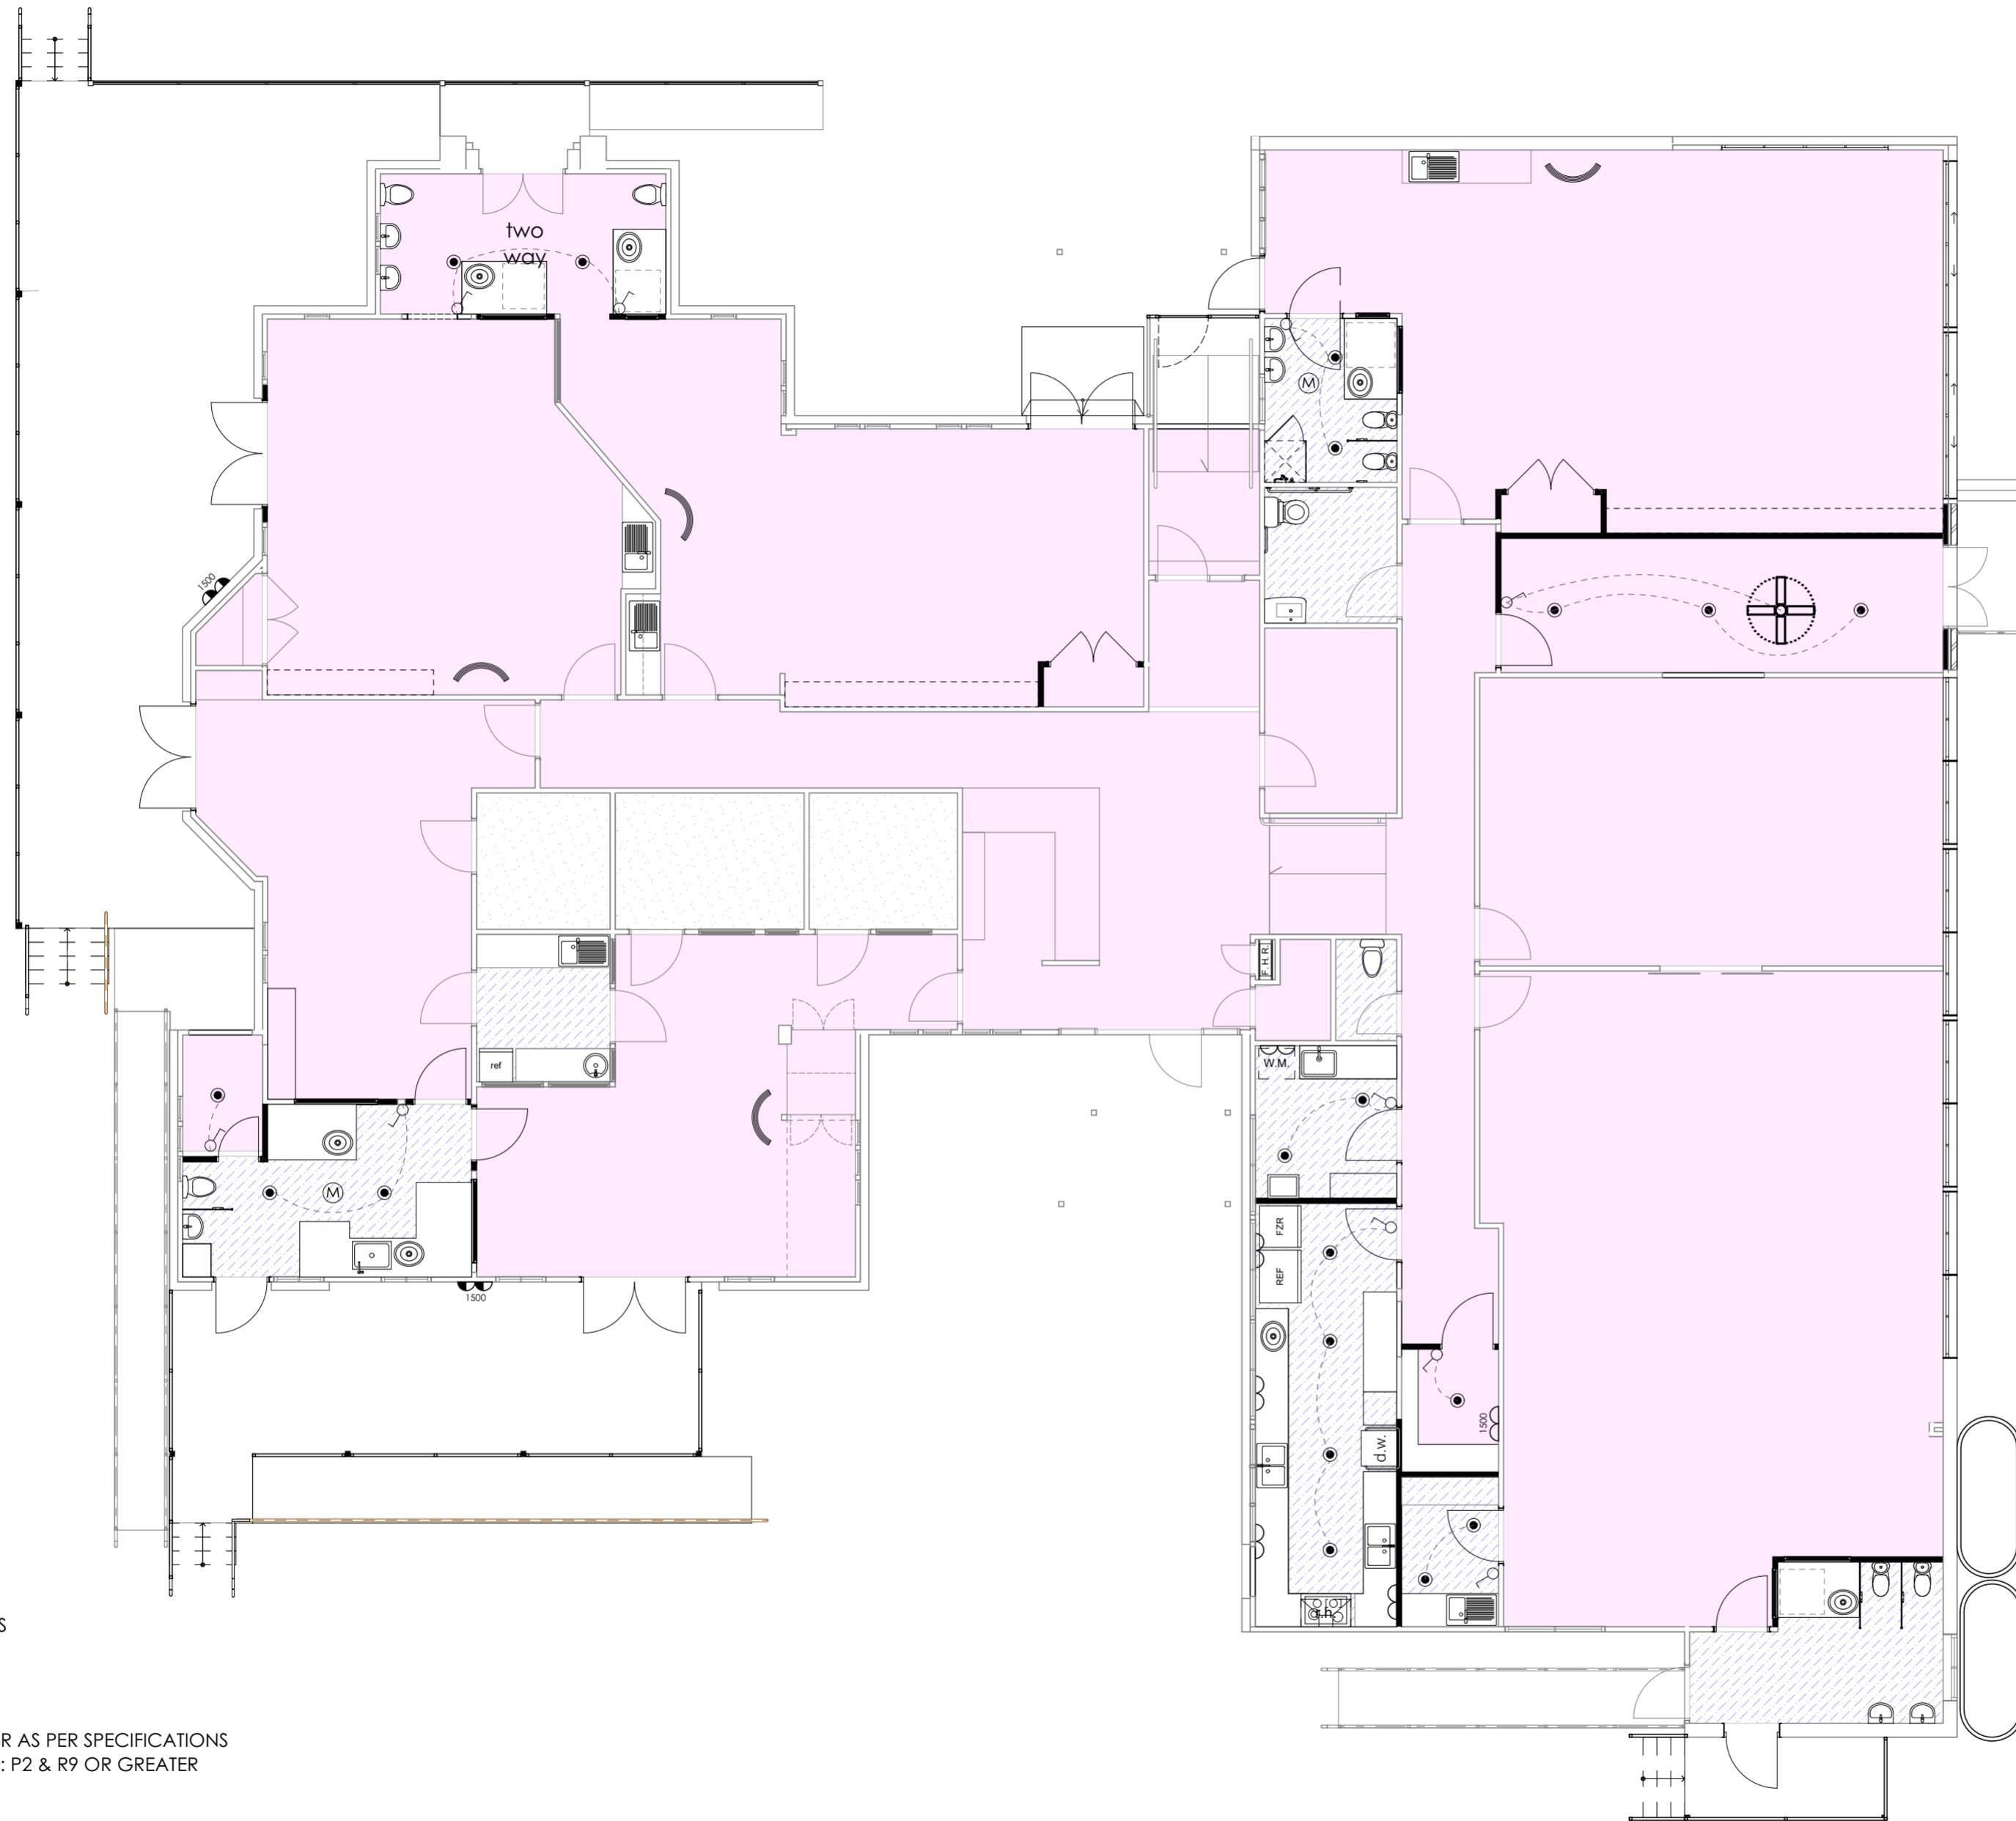 two
way
M
1500
F.H.R.
ref
W.M.
M
FZR
REF
1500
1500
d.w.
r.h.
S
R AS PER SPECIFICATIONS
: P2 & R9 OR GREATER